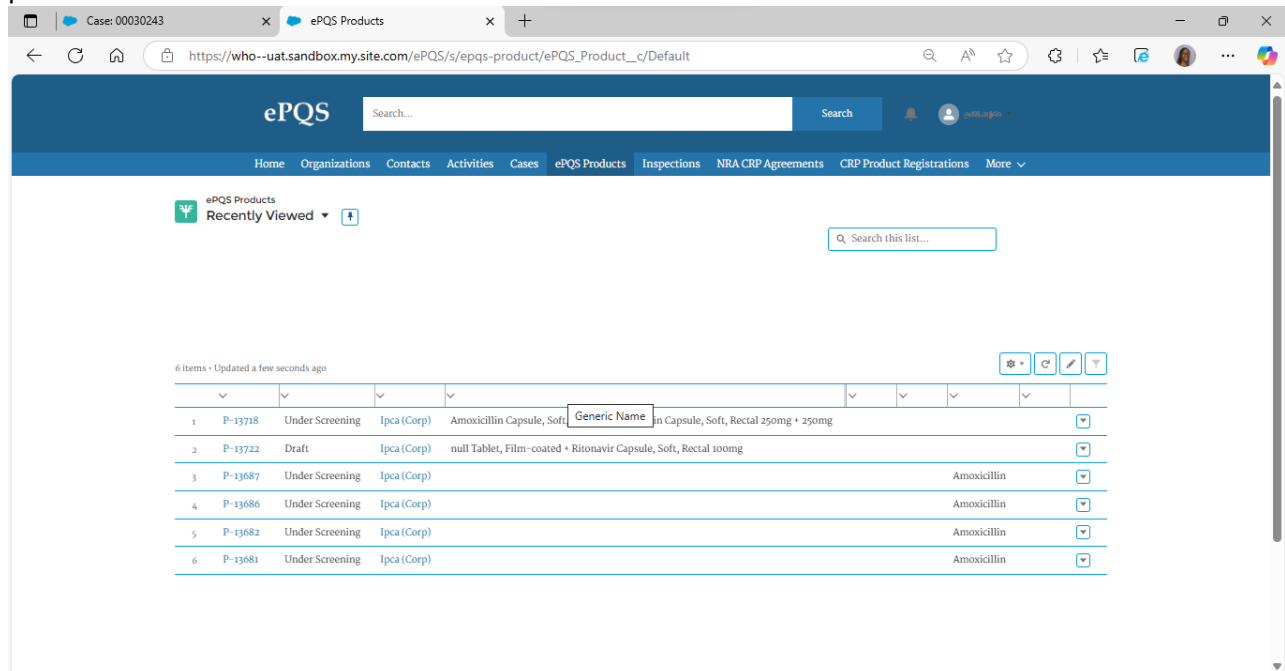 Case: 00030243
ePQS Products
https://who--uat.sandbox.my.site.com/ePQS/s/epqs-product/ePQS_Product__c/Default
ePQS
Search...
Search
Home Organizations Contacts Activities Cases ePQS Products Inspections NRA CRP Agreements CRP Product Registrations More
ePQS Products
Recently Viewed
Search this list...
6 items • Updated a few seconds ago
Generic Name
1 P-13718 Under Screening Ipca (Corp) Amoxicillin Capsule, Soft, in Capsule, Soft, Rectal 250mg + 250mg
2 P-13722 Draft Ipca (Corp) null Tablet, Film-coated + Ritonavir Capsule, Soft, Rectal 100mg
3 P-13687 Under Screening Ipca (Corp) Amoxicillin
4 P-13686 Under Screening Ipca (Corp) Amoxicillin
5 P-13682 Under Screening Ipca (Corp) Amoxicillin
6 P-13681 Under Screening Ipca (Corp) Amoxicillin